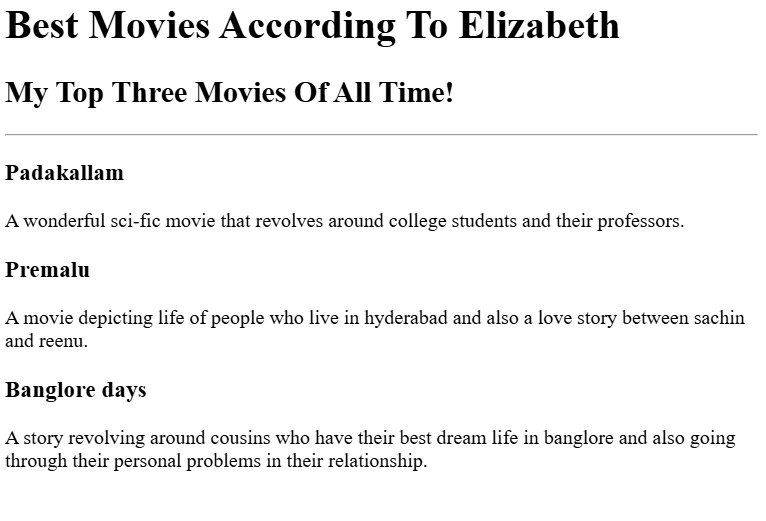 Best Movies According To Elizabeth
My Top Three Movies Of All Time!
Padakallam
A wonderful sci-fic movie that revolves around college students and their professors.
Premalu
A movie depicting life of people who live in hyderabad and also a love story between sachin
and reenu.
Banglore days
A story revolving around cousins who have their best dream life in banglore and also going
through their personal problems in their relationship.